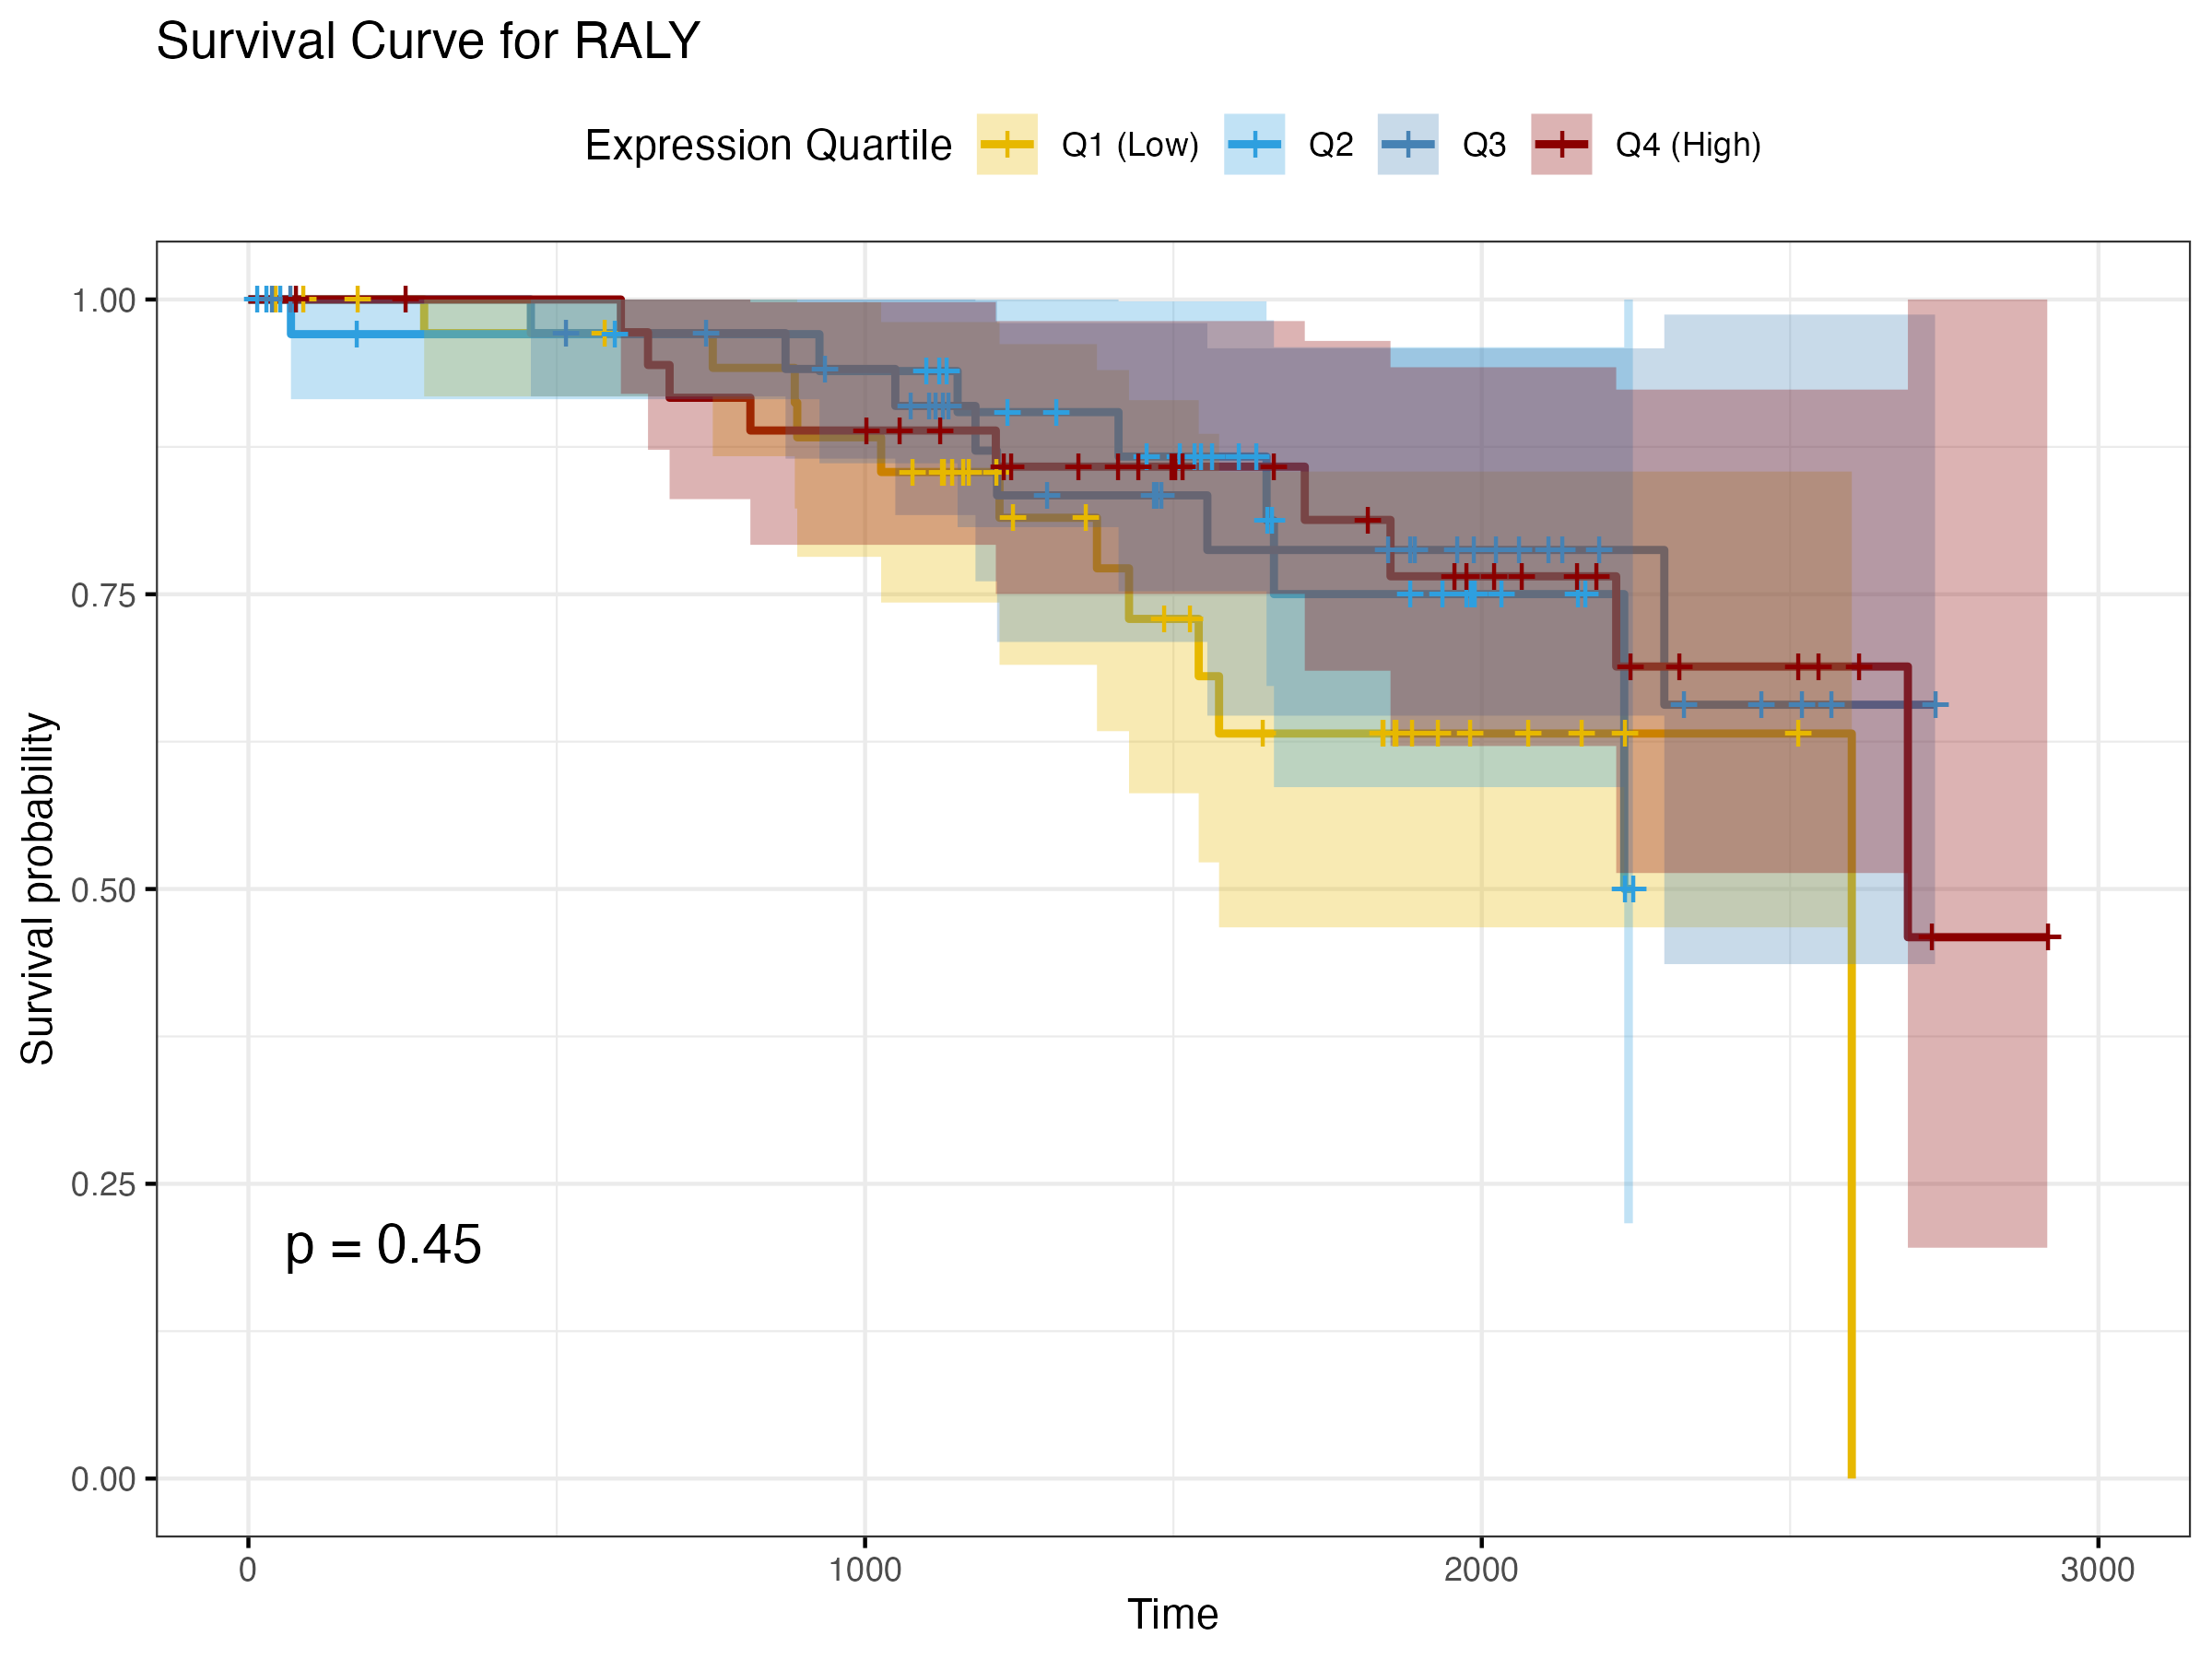 Survival Curve for RALY
Expression Quartile Q1 (Low) Q2 Q3 Q4 (High)
Survival probability
1.00
0.75
0.50
0.25
0.00
p = 0.45
0 1000 2000 3000
Time